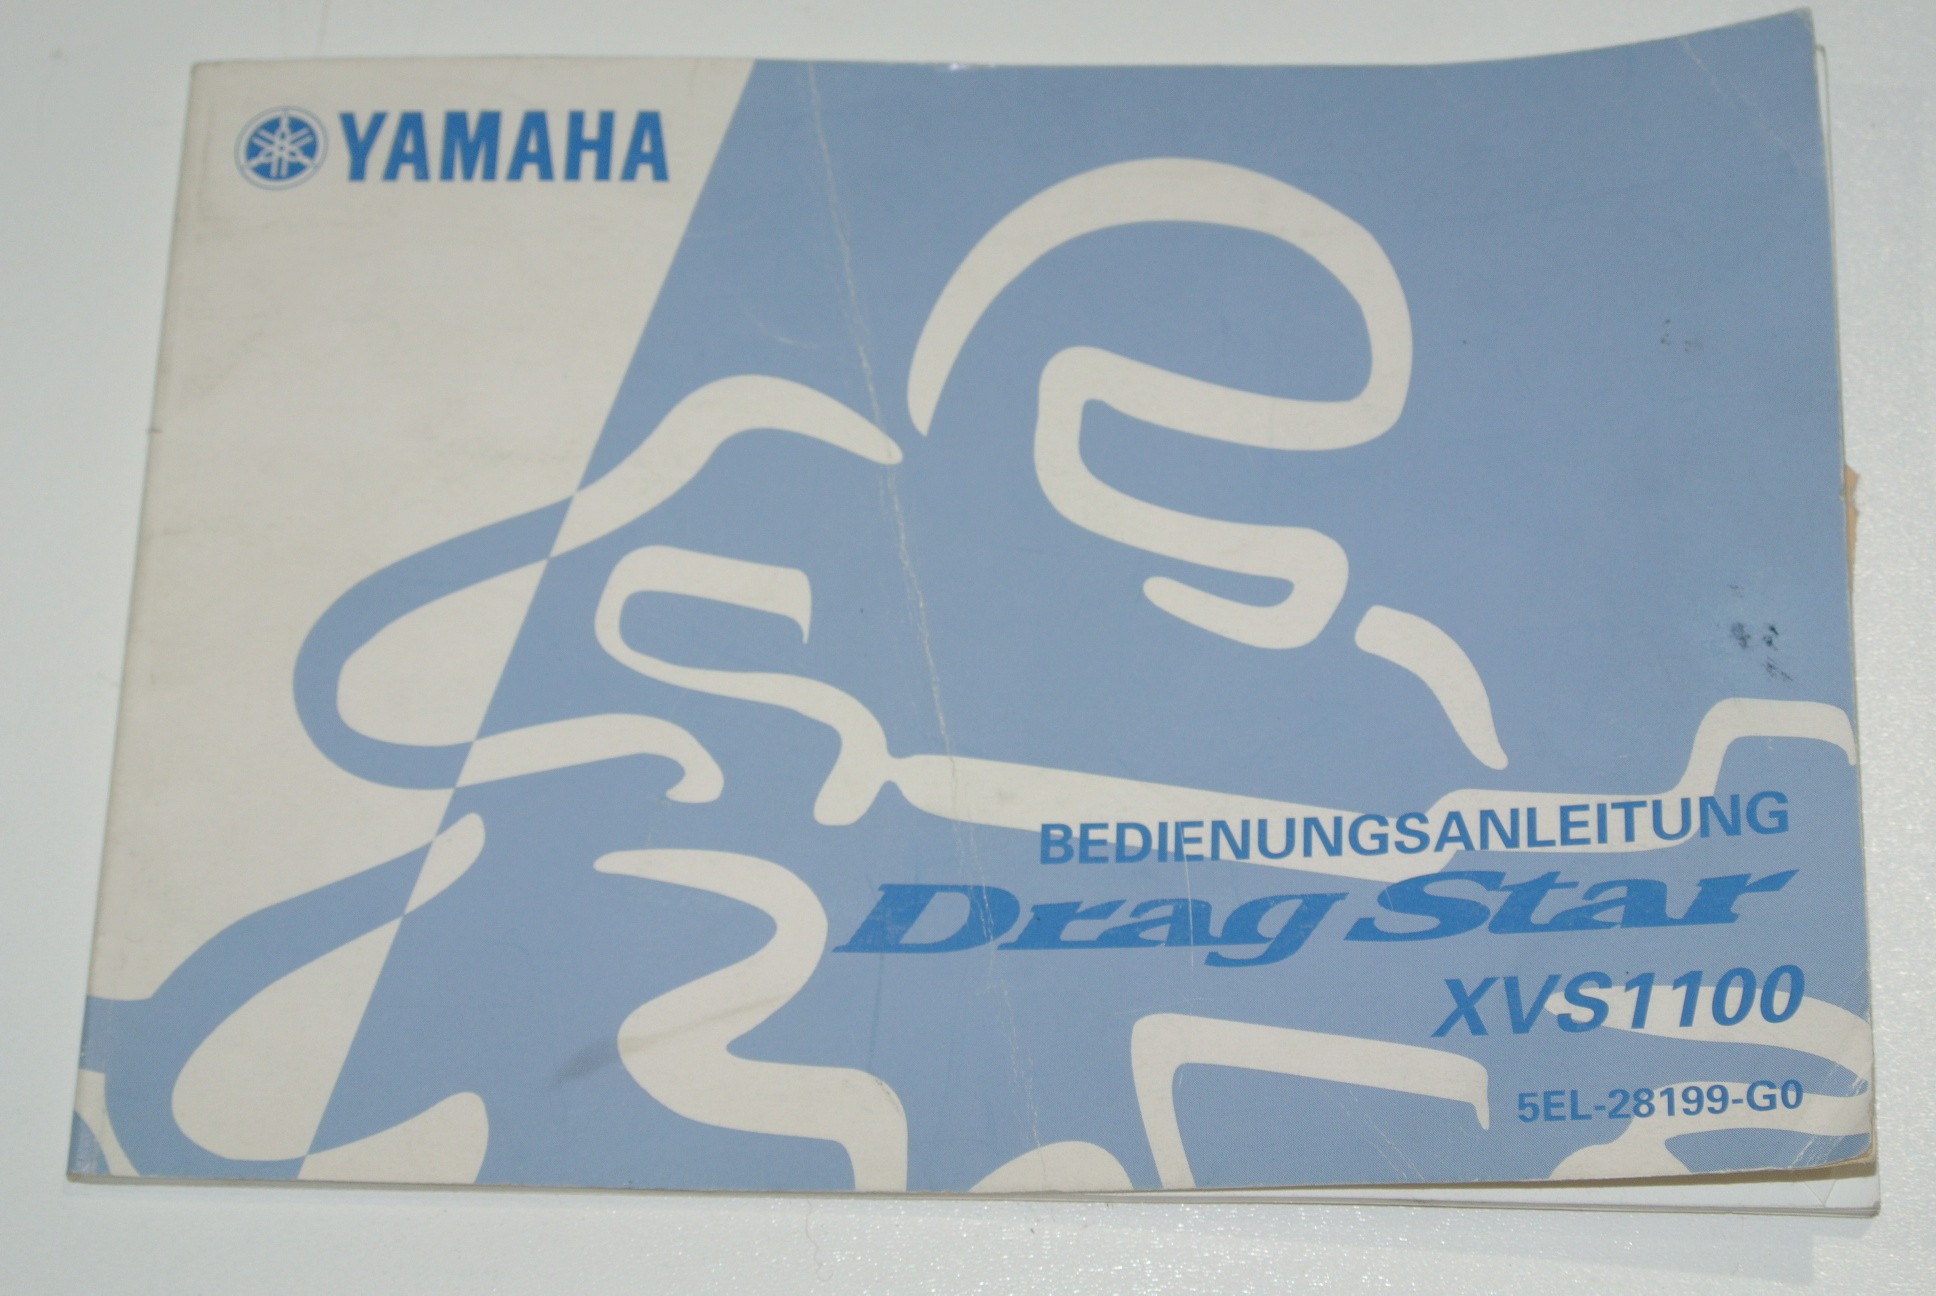 YAMAHA
BEDIENUNGSANLEITUNG
Drag Star
XVS1100
5EL-28199-G0